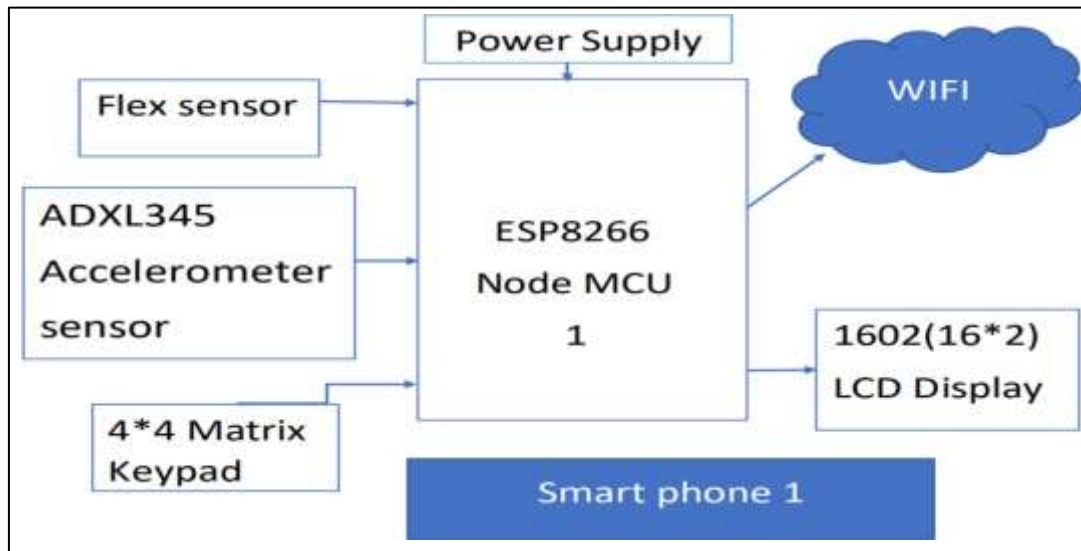 Power Supply
Flex sensor
WIFI
ADXL345
Accelerometer
sensor
ESP8266
Node MCU
1
1602(16*2)
LCD Display
4*4 Matrix
Keypad
Smart phone 1